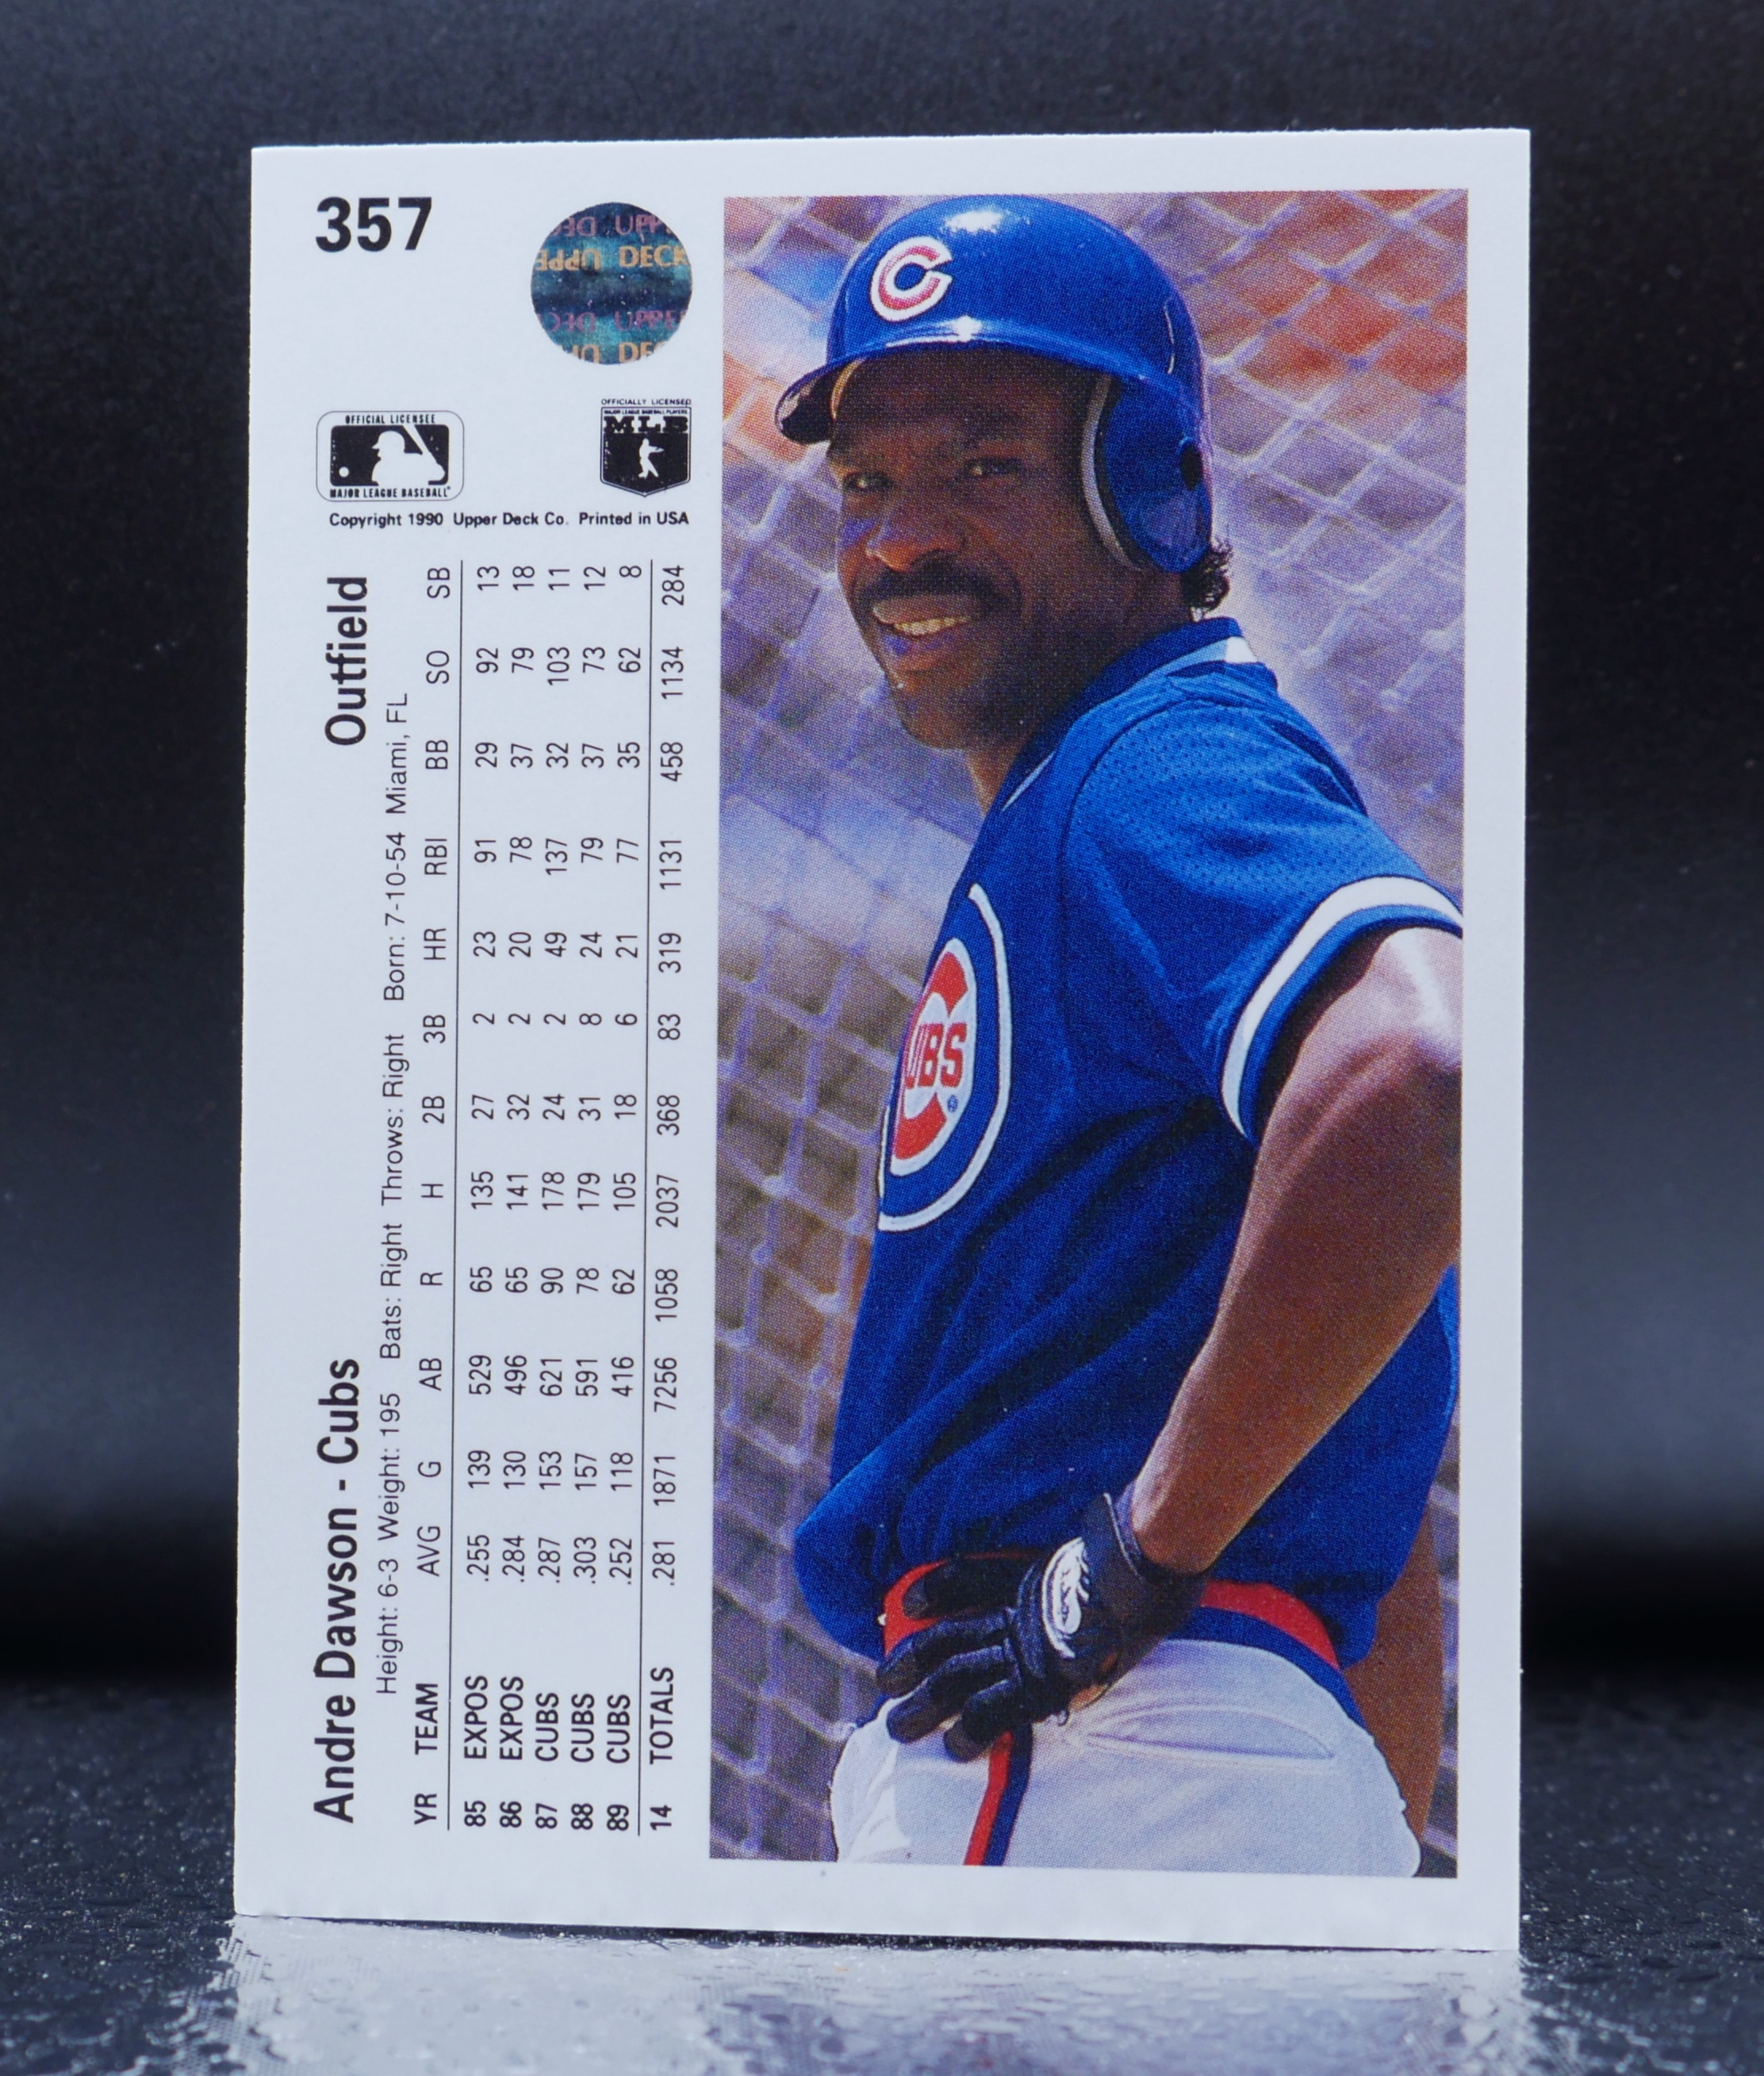 357
UPPER DECK
OFFICIAL LICENSEE
MAJOR LEAGUE BASEBALL
OFFICIALLY LICENSED
MAJOR LEAGUE BASEBALL PLAYERS
MLB
Copyright 1990 Upper Deck Co. Printed in USA
Andre Dawson - Cubs Outfield
Height: 6-3 Weight: 195 Bats: Right Throws: Right Born: 7-10-54 Miami, FL
YR TEAM AVG G AB R H 2B 3B HR RBI BB SO SB
85 EXPOS .255 139 529 65 135 27 2 23 91 29 92 13
86 EXPOS .284 130 496 65 141 32 2 20 78 37 79 18
87 CUBS .287 153 621 90 178 24 2 49 137 32 103 11
88 CUBS .303 157 591 78 179 31 8 24 79 37 73 12
89 CUBS .252 118 416 62 105 18 6 21 77 35 62 8
14 TOTALS .281 1871 7256 1058 2037 368 83 319 1131 458 1134 284
C
CUBS
®